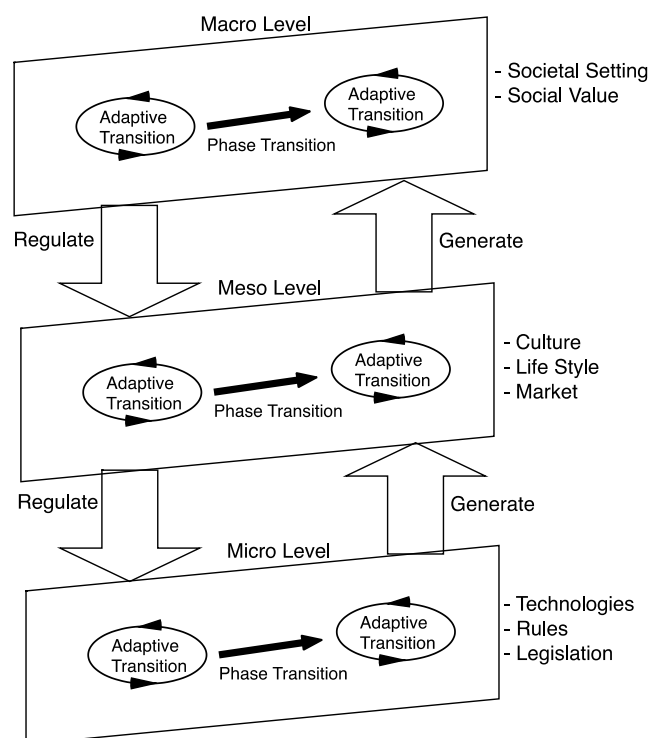 Macro Level
Adaptive
Transition
Phase Transition
Adaptive
Transition
- Societal Setting
- Social Value
Regulate
Generate
Meso Level
Adaptive
Transition
Phase Transition
Adaptive
Transition
- Culture
- Life Style
- Market
Regulate
Generate
Micro Level
Adaptive
Transition
Phase Transition
Adaptive
Transition
- Technologies
- Rules
- Legislation